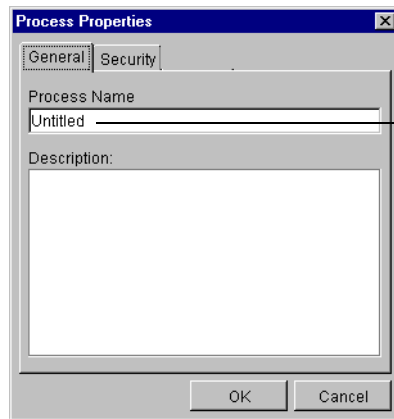 Process Properties
General Security
Process Name
Untitled
Description:
OK Cancel